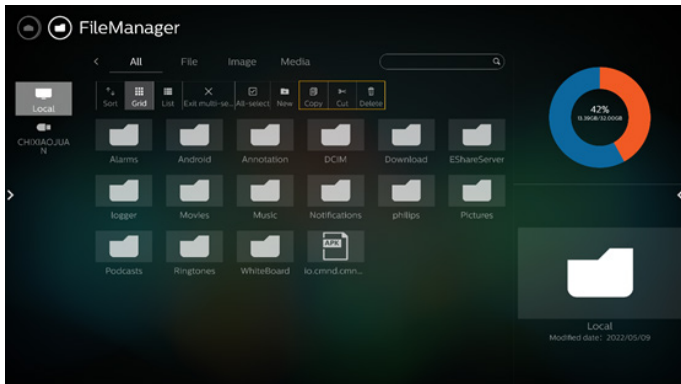 FileManager
All File Image Media
Sort Grid List Exit multi-se... All-select New Copy Cut Delete
Local
CHIXIAOJUA
N
Alarms Android Annotation DCIM Download EShareServer
logger Movies Music Notifications philips Pictures
APK
Podcasts Ringtones WhiteBoard io.cmnd.cmn...
42%
13.39GB/32.00GB
Local
Modified date: 2022/05/09